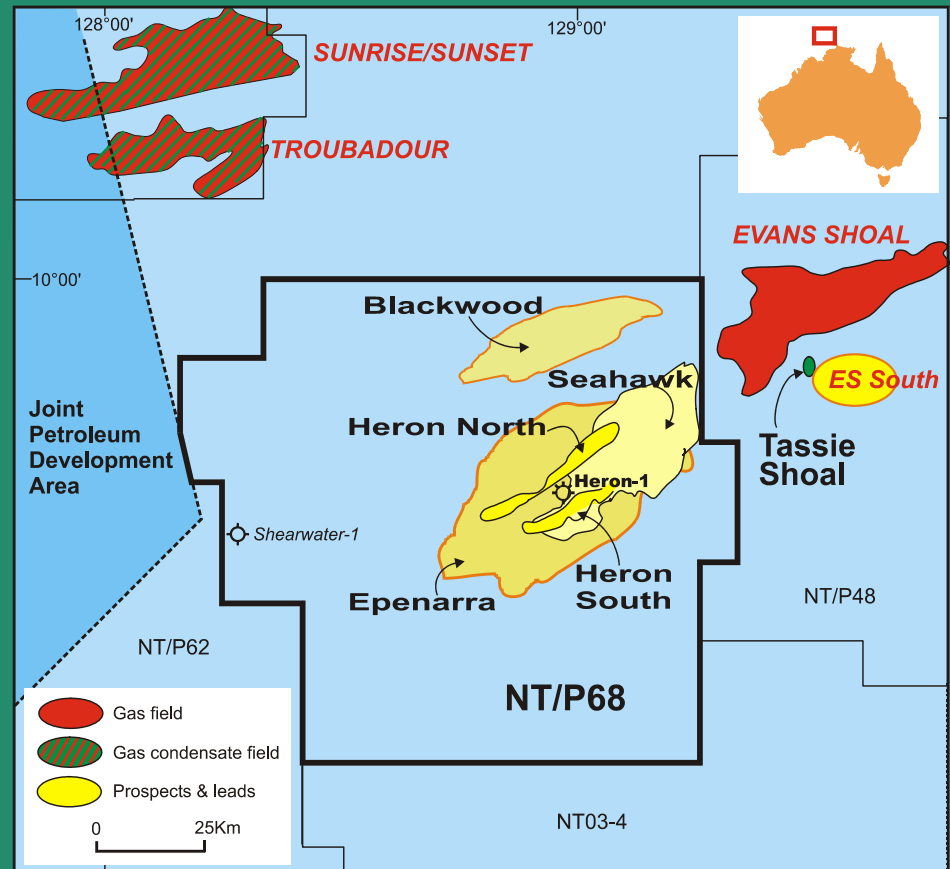 128°00'
129°00'
SUNRISE/SUNSET
TROUBADOUR
EVANS SHOAL
10°00'
Blackwood
Seahawk
ES South
Joint
Petroleum
Development
Area
Heron North
Tassie
Shoal
Heron-1
Shearwater-1
Heron
South
Epenarra
NT/P48
NT/P62
NT/P68
Gas field
Gas condensate field
Prospects & leads
0
25Km
NT03-4